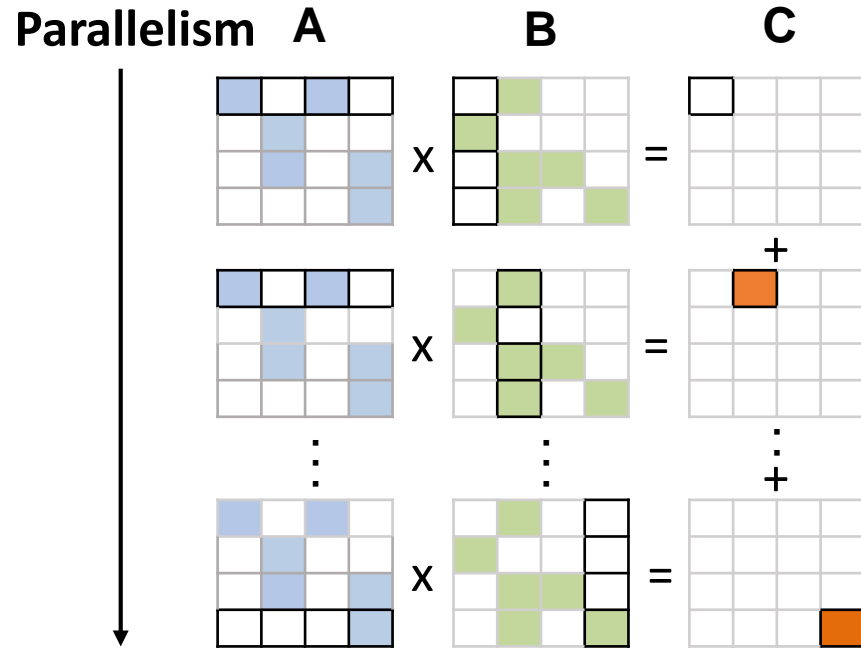 Parallelism A B C
x =
+
x =
⋮ ⋮ ⋮
+
x =